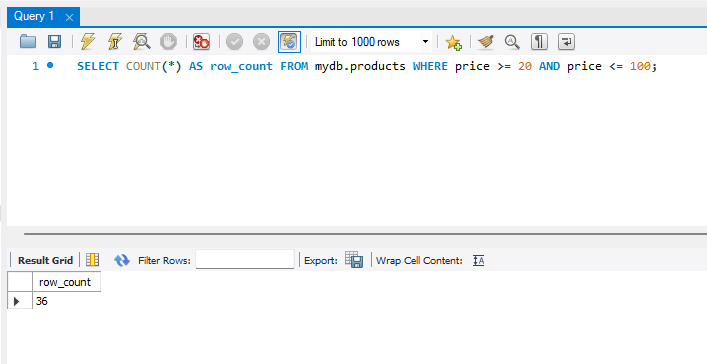 Query 1
Limit to 1000 rows
1 SELECT COUNT(*) AS row_count FROM mydb.products WHERE price >= 20 AND price <= 100;
Result Grid Filter Rows: Export: Wrap Cell Content:
row_count
36